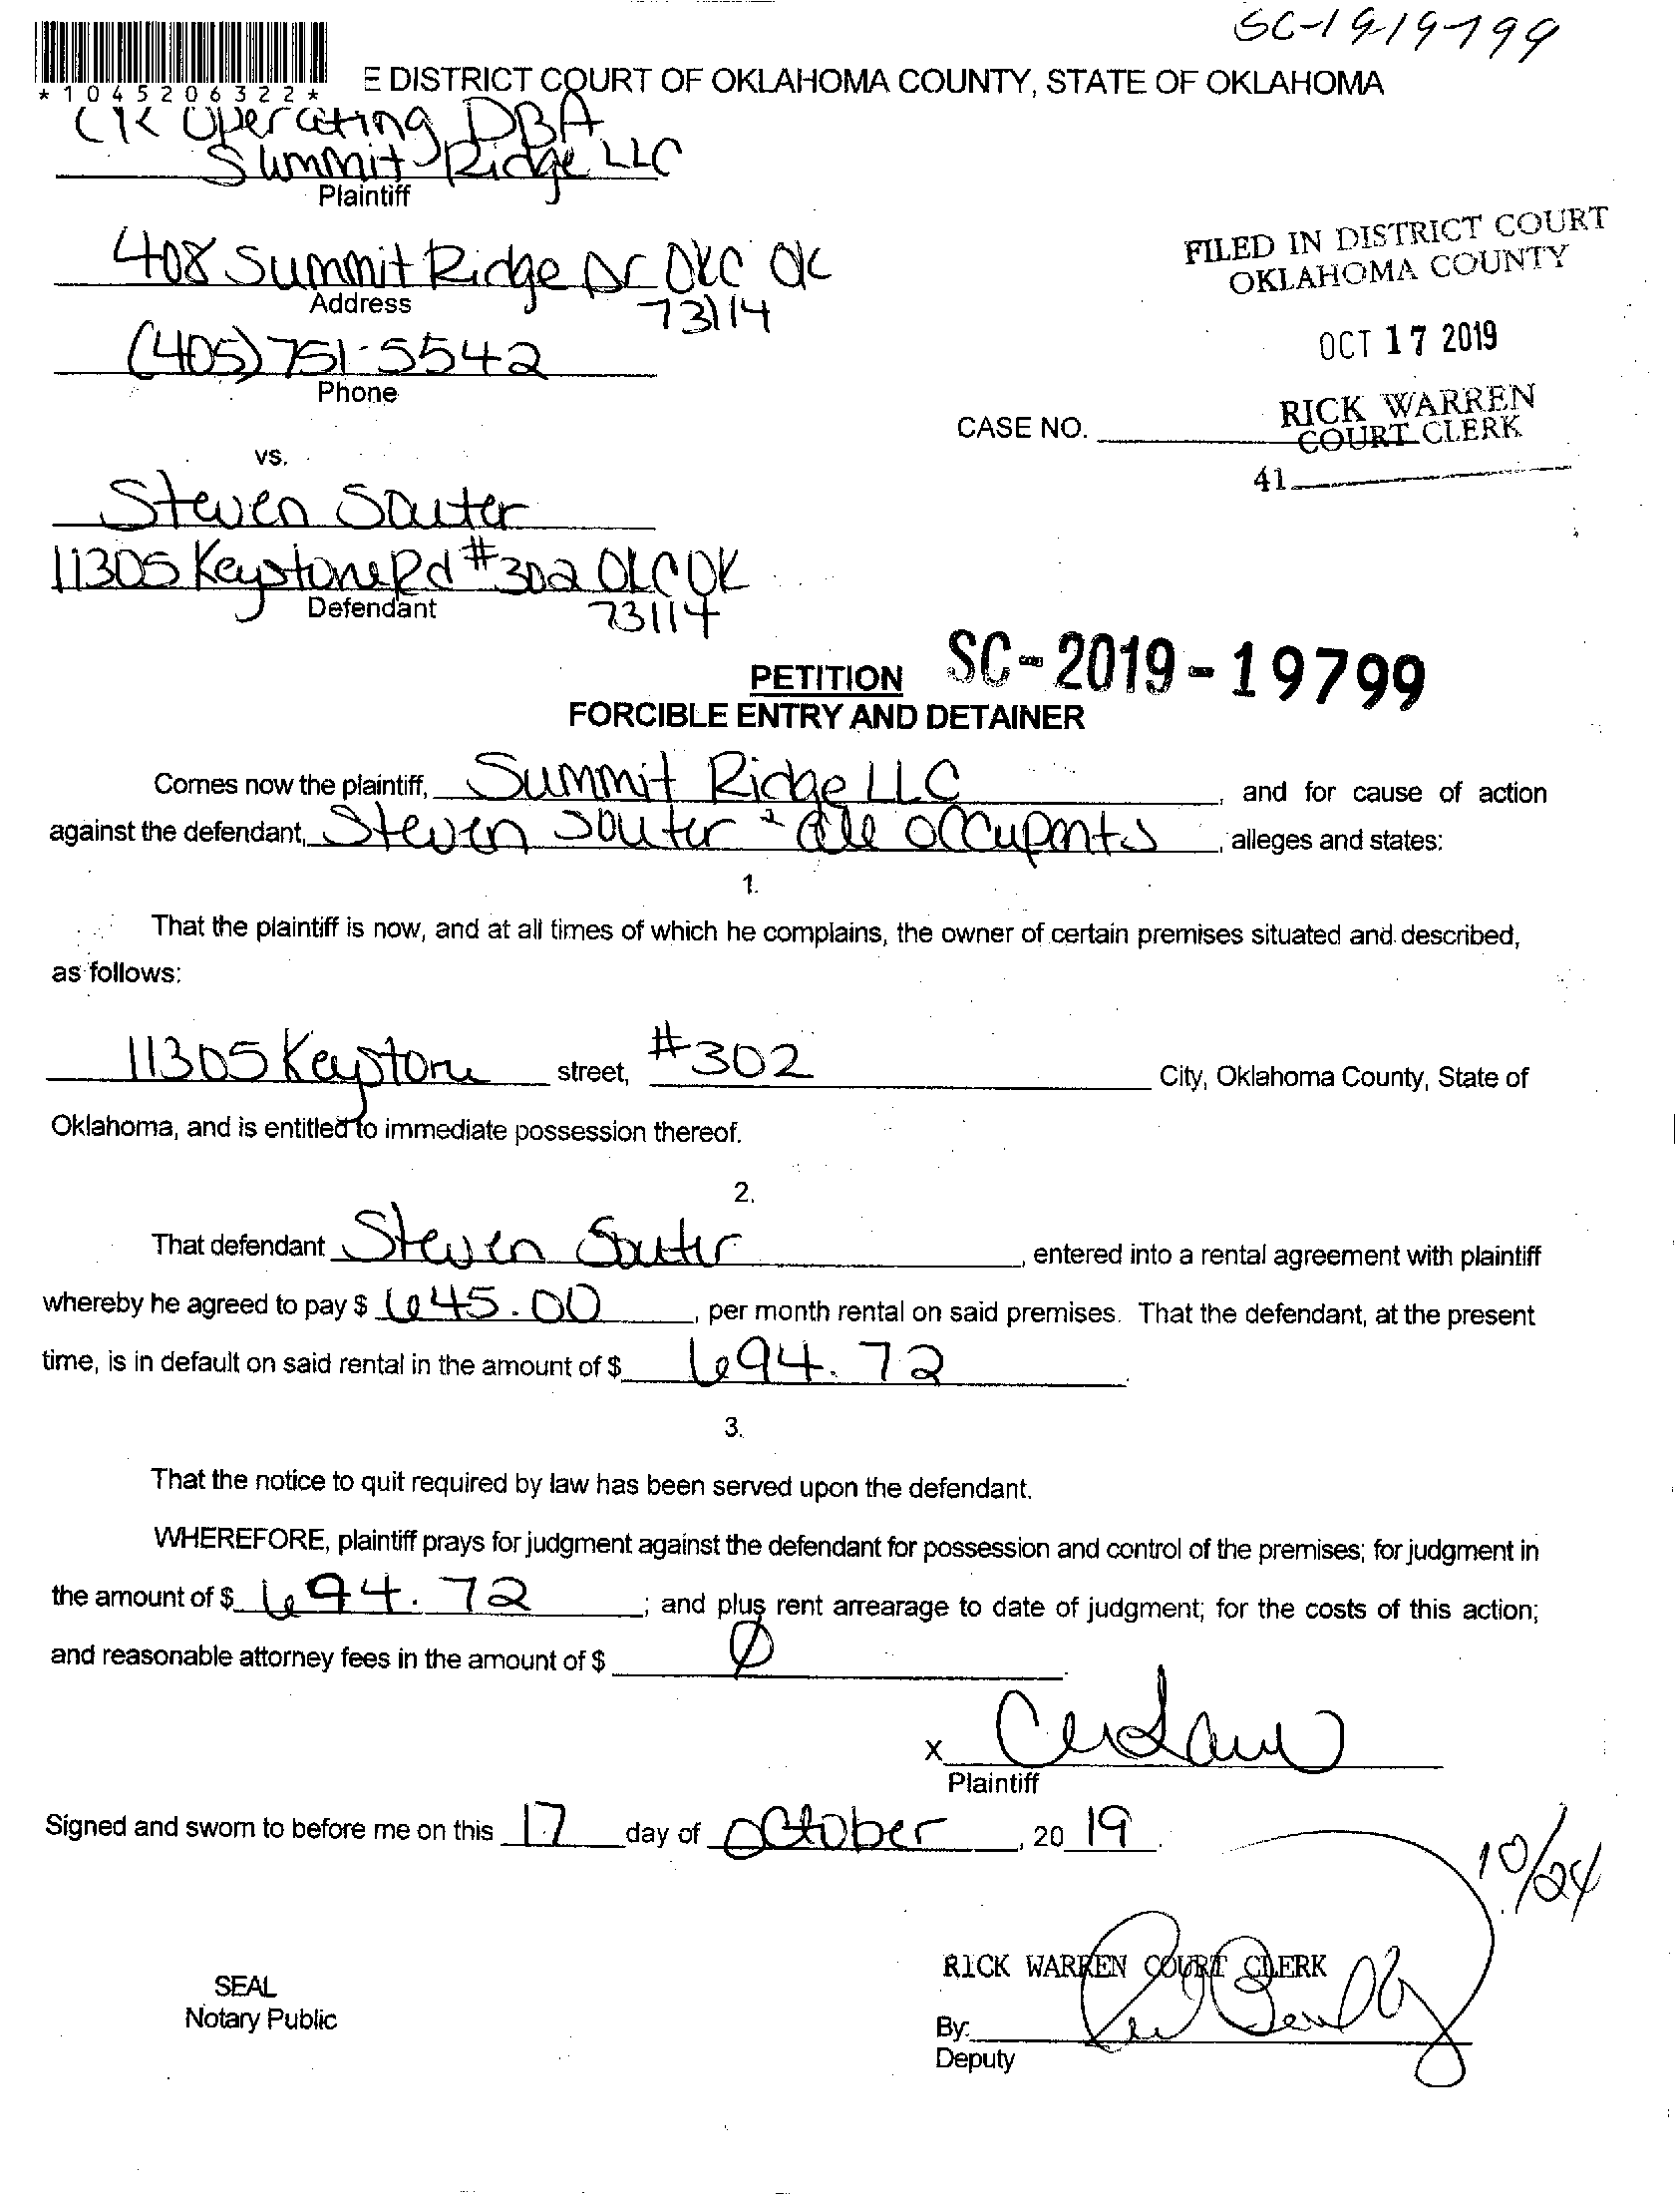 SC-1919799
*1045206322*
E DISTRICT COURT OF OKLAHOMA COUNTY, STATE OF OKLAHOMA
Operating DBA
Summit Ridge LLC
Plaintiff
408 Summit Ridge Dr OKC OK
Address
73114
(405) 751-5542
Phone
FILED IN DISTRICT COURT
OKLAHOMA COUNTY
OCT 17 2019
RICK WARREN
COURT CLERK
41
CASE NO.
vs.
Steven Souter
11305 Keystone Rd #302 OKC OK
Defendant
73114
PETITION SC-2019-19799
FORCIBLE ENTRY AND DETAINER
Comes now the plaintiff, Summit Ridge LLC, and for cause of action
against the defendant, Steven Souter & all occupants, alleges and states:
1.
That the plaintiff is now, and at all times of which he complains, the owner of certain premises situated and described,
as follows:
11305 Keystone street, #302 City, Oklahoma County, State of
Oklahoma, and is entitled to immediate possession thereof.
2.
That defendant Steven Souter, entered into a rental agreement with plaintiff
whereby he agreed to pay $ 645.00, per month rental on said premises. That the defendant, at the present
time, is in default on said rental in the amount of $ 694.72.
3.
That the notice to quit required by law has been served upon the defendant.
WHEREFORE, plaintiff prays for judgment against the defendant for possession and control of the premises; for judgment in
the amount of $ 694.72; and plus rent arrearage to date of judgment; for the costs of this action;
and reasonable attorney fees in the amount of $ Ø
X
Plaintiff
Signed and sworn to before me on this 17 day of October, 2019.
10/24
RICK WARREN COURT CLERK
SEAL
Notary Public
By:
Deputy